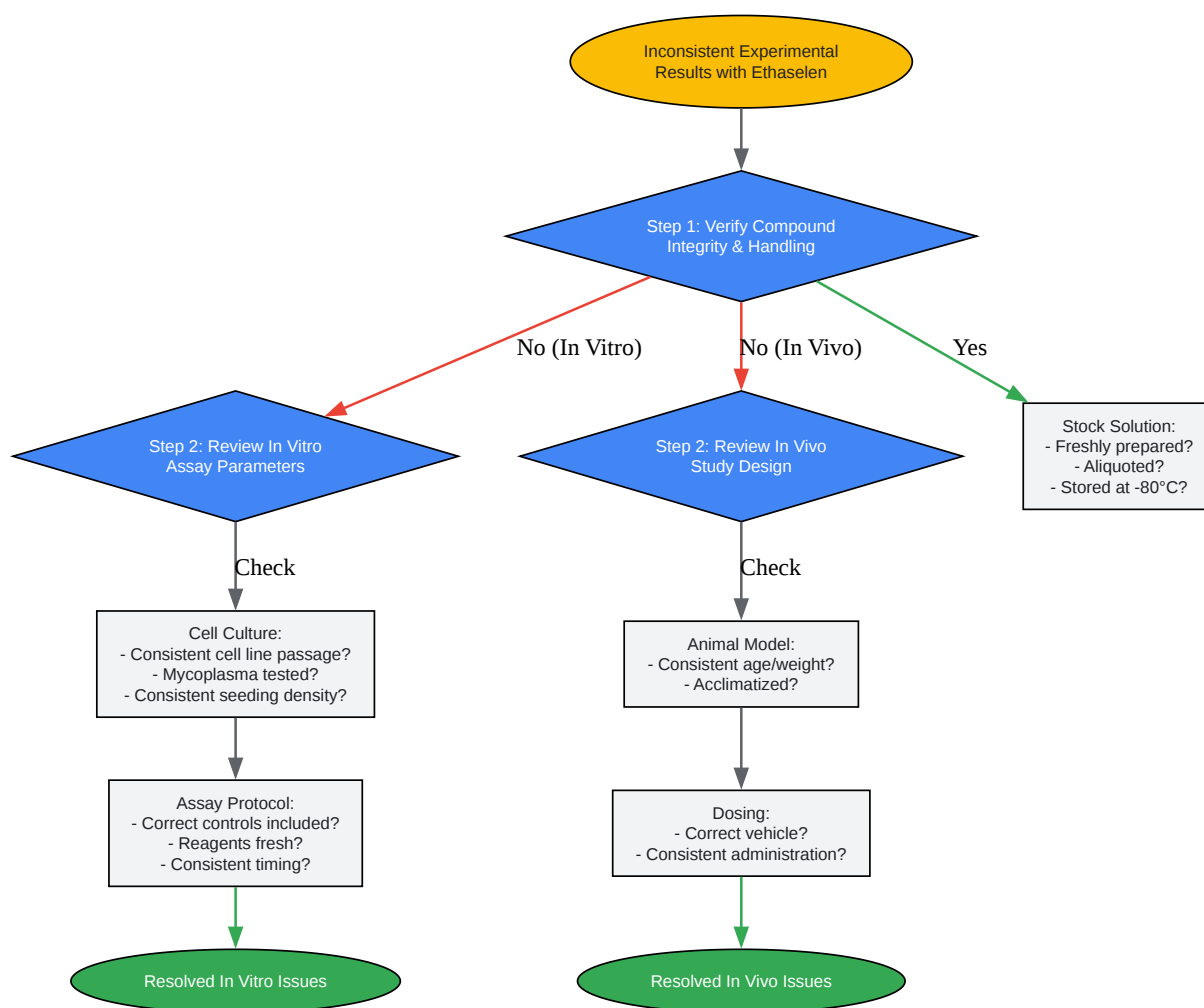 Inconsistent Experimental
Results with Ethaselen
Step 1: Verify Compound
Integrity & Handling
No (In Vitro)
No (In Vivo)
Yes
Step 2: Review In Vitro
Assay Parameters
Step 2: Review In Vivo
Study Design
Stock Solution:
- Freshly prepared?
- Aliquoted?
- Stored at -80°C?
Check
Check
Cell Culture:
- Consistent cell line passage?
- Mycoplasma tested?
- Consistent seeding density?
Animal Model:
- Consistent age/weight?
- Acclimatized?
Assay Protocol:
- Correct controls included?
- Reagents fresh?
- Consistent timing?
Dosing:
- Correct vehicle?
- Consistent administration?
Resolved In Vitro Issues
Resolved In Vivo Issues